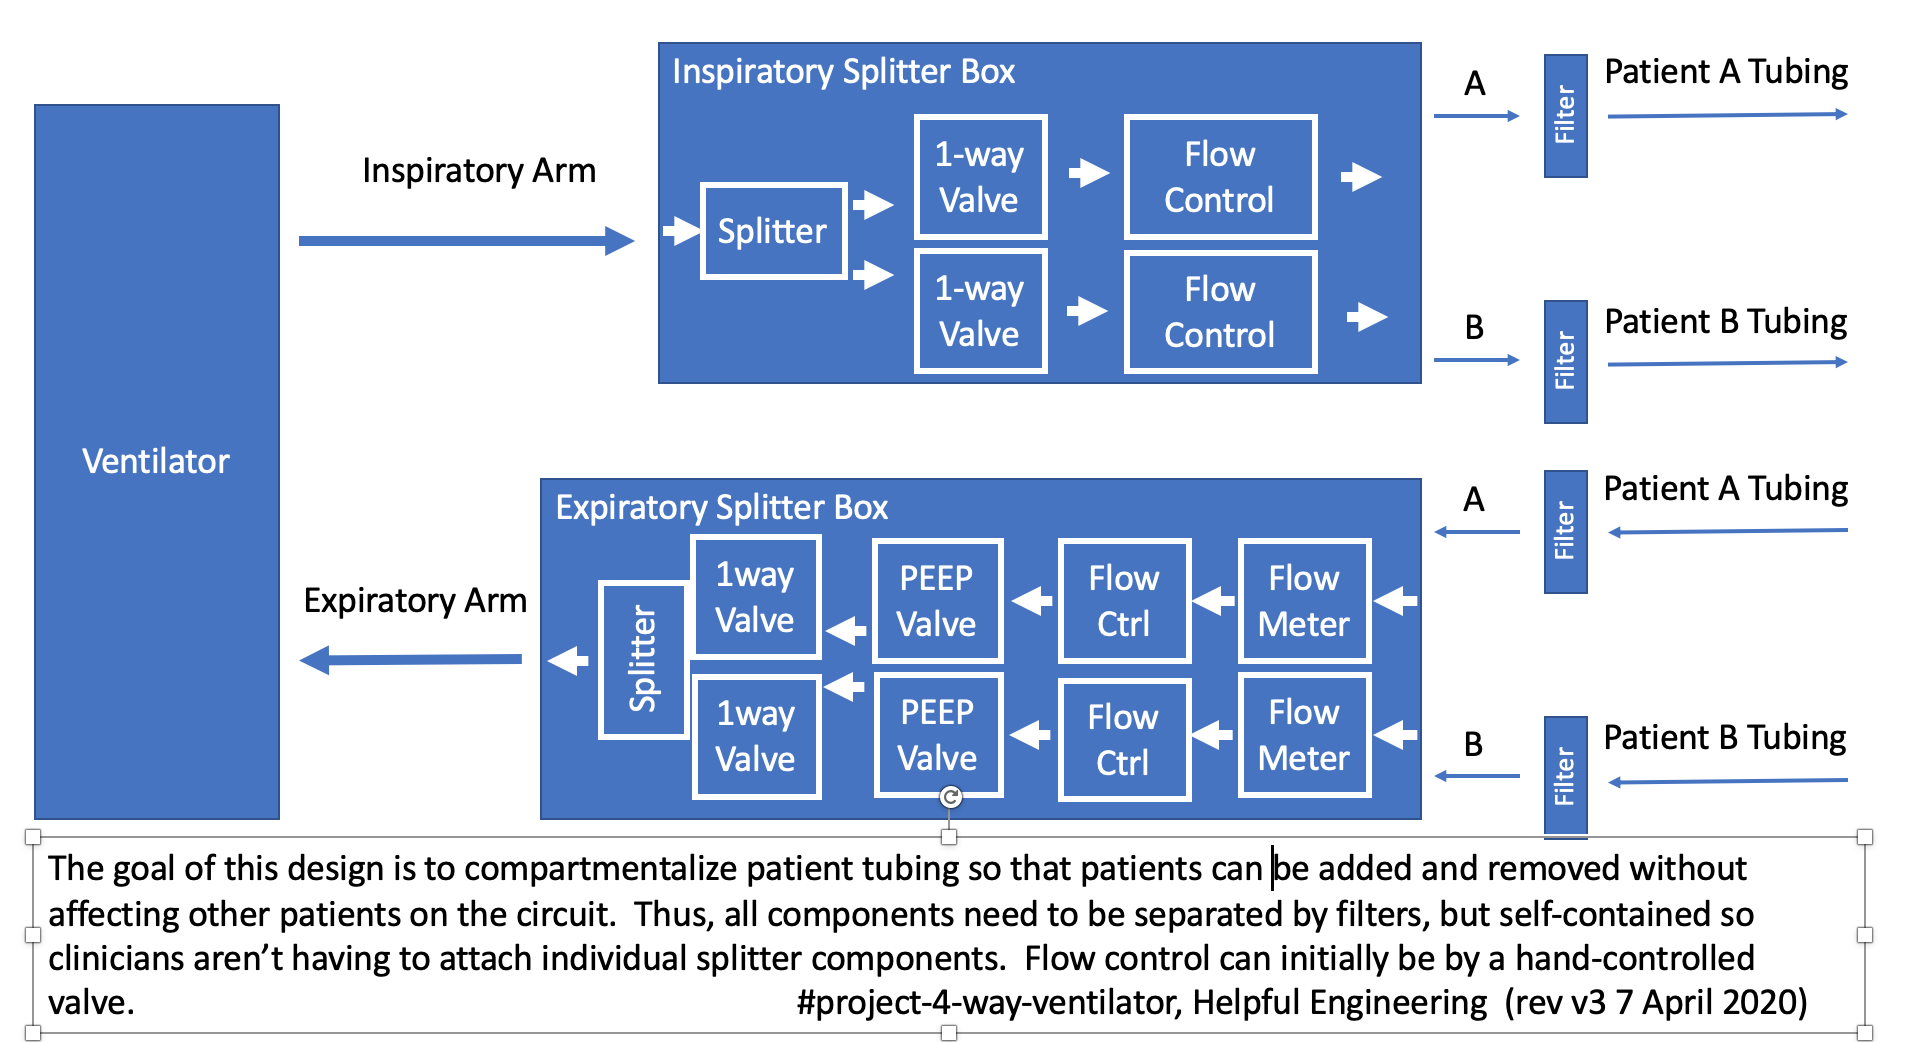 Inspiratory Splitter Box
A
Filter
Patient A Tubing
Inspiratory Arm
Splitter
1-way
Valve
Flow
Control
1-way
Valve
Flow
Control
B
Filter
Patient B Tubing
Ventilator
Expiratory Splitter Box
A
Filter
Patient A Tubing
Expiratory Arm
Splitter
1way
Valve
PEEP
Valve
Flow
Ctrl
Flow
Meter
1way
Valve
PEEP
Valve
Flow
Ctrl
Flow
Meter
B
Filter
Patient B Tubing
The goal of this design is to compartmentalize patient tubing so that patients can be added and removed without
affecting other patients on the circuit.  Thus, all components need to be separated by filters, but self-contained so
clinicians aren’t having to attach individual splitter components.  Flow control can initially be by a hand-controlled
valve. #project-4-way-ventilator, Helpful Engineering  (rev v3 7 April 2020)